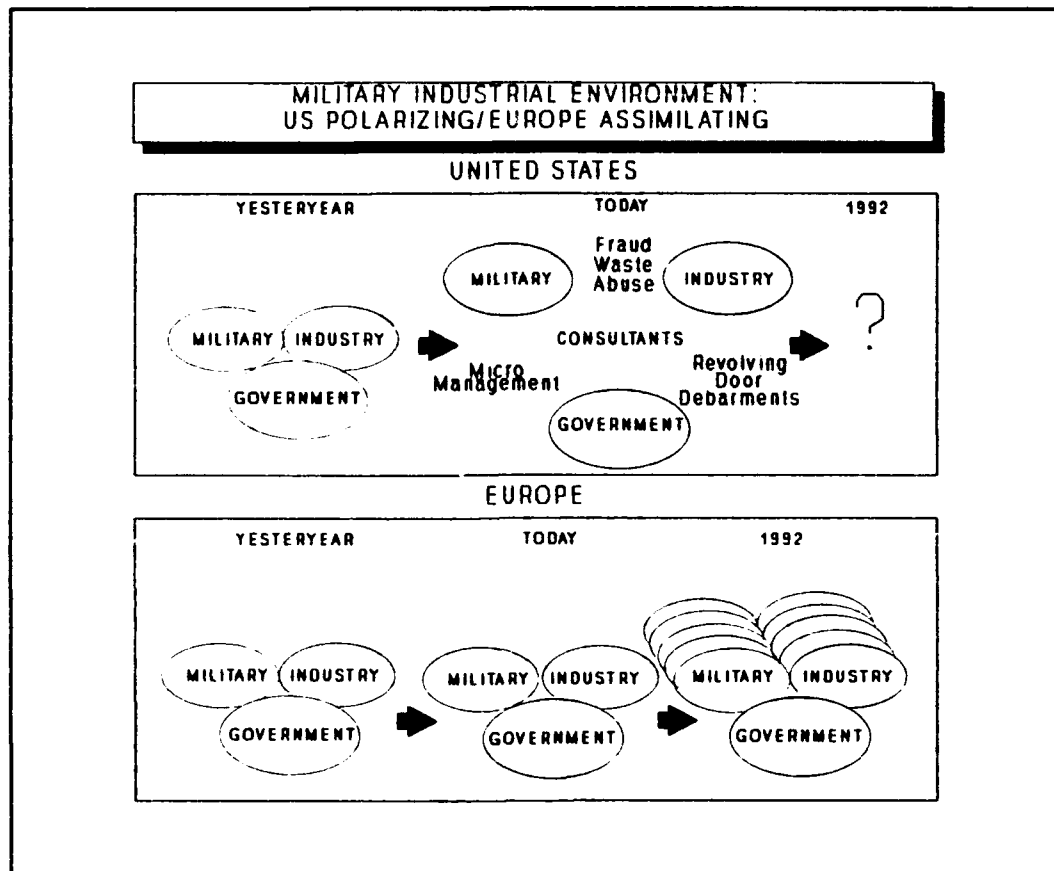 MILITARY INDUSTRIAL ENVIRONMENT:
US POLARIZING/EUROPE ASSIMILATING
UNITED STATES
YESTERYEAR
TODAY
1992
MILITARY
INDUSTRY
GOVERNMENT
MILITARY
Fraud
Waste
Abuse
INDUSTRY
CONSULTANTS
Micro
Management
Revolving
Door
Debarments
GOVERNMENT
?
EUROPE
YESTERYEAR
TODAY
1992
MILITARY
INDUSTRY
GOVERNMENT
MILITARY
INDUSTRY
GOVERNMENT
MILITARY
INDUSTRY
GOVERNMENT